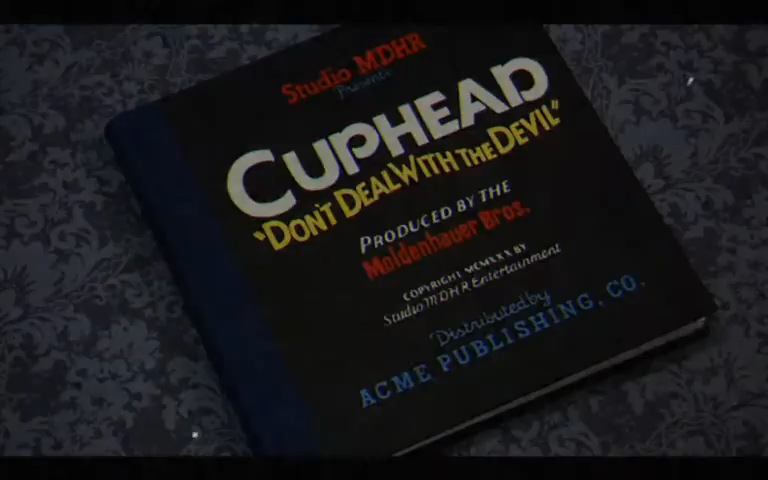 Studio MDHR
Presents
CUPHEAD
"DON'T DEAL WITH THE DEVIL"
PRODUCED BY THE
Moldenhauer Bros.
COPYRIGHT MCMXXX BY
Studio MDHR Entertainment
Distributed by
ACME PUBLISHING, CO.